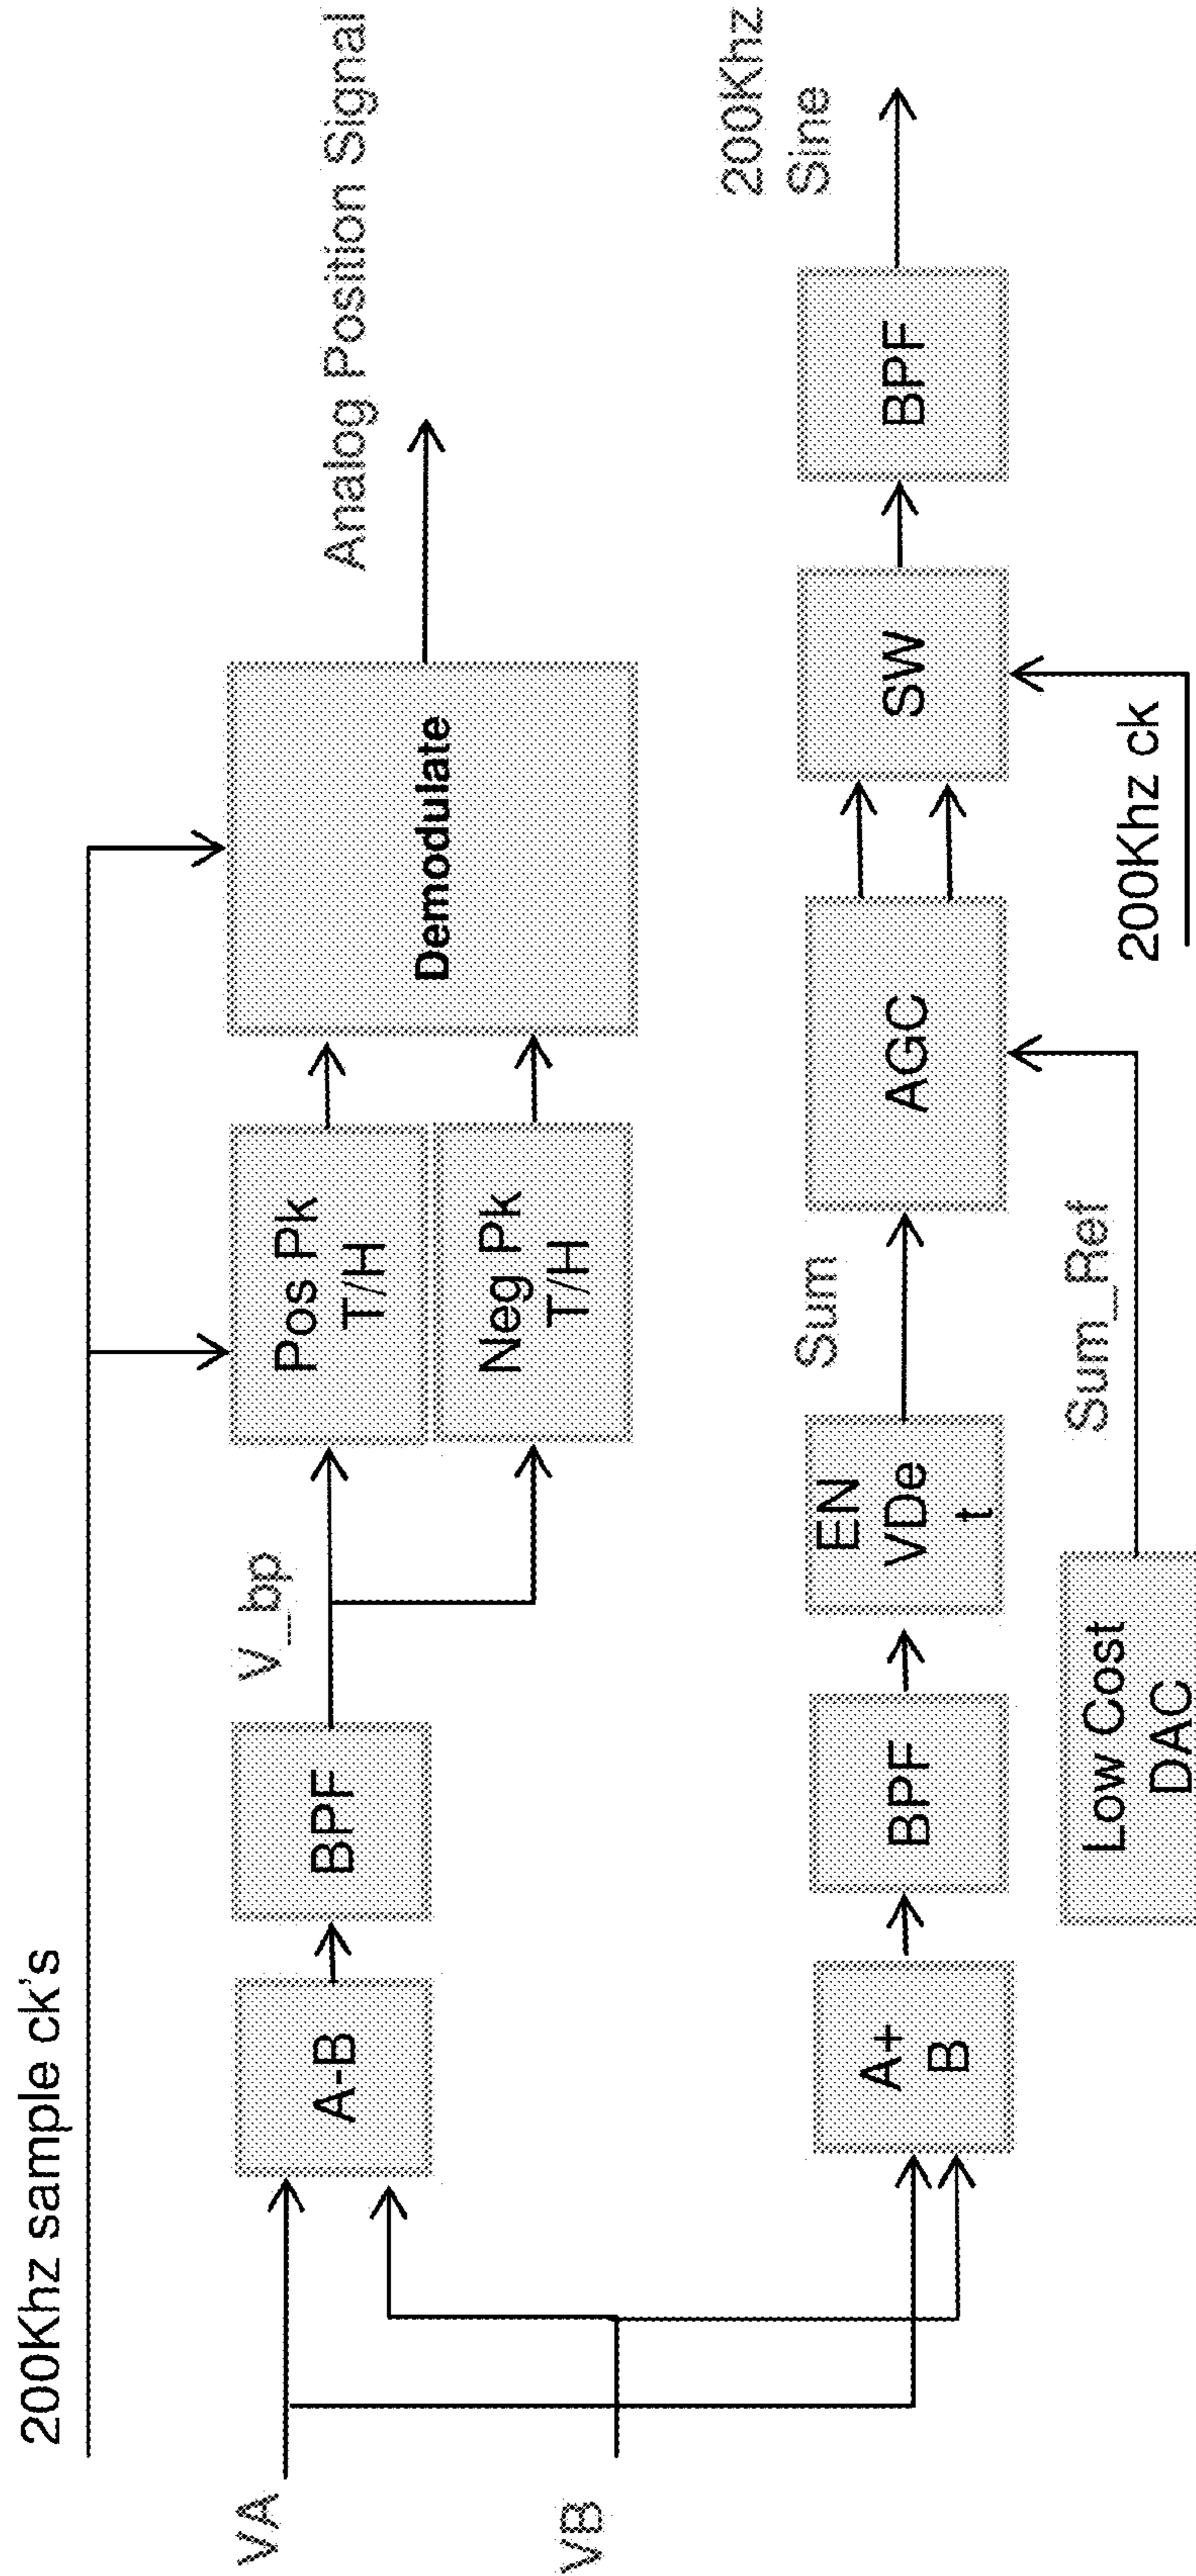 200Khz sample ck's
VA
VB
A-B
BPF
V_bp
Pos Pk
T/H
Neg Pk
T/H
Demodulate
Analog Position Signal
A+
B
BPF
EN
VDe
t
Sum
AGC
SW
BPF
200Khz
Sine
Low Cost
DAC
Sum_Ref
200Khz ck